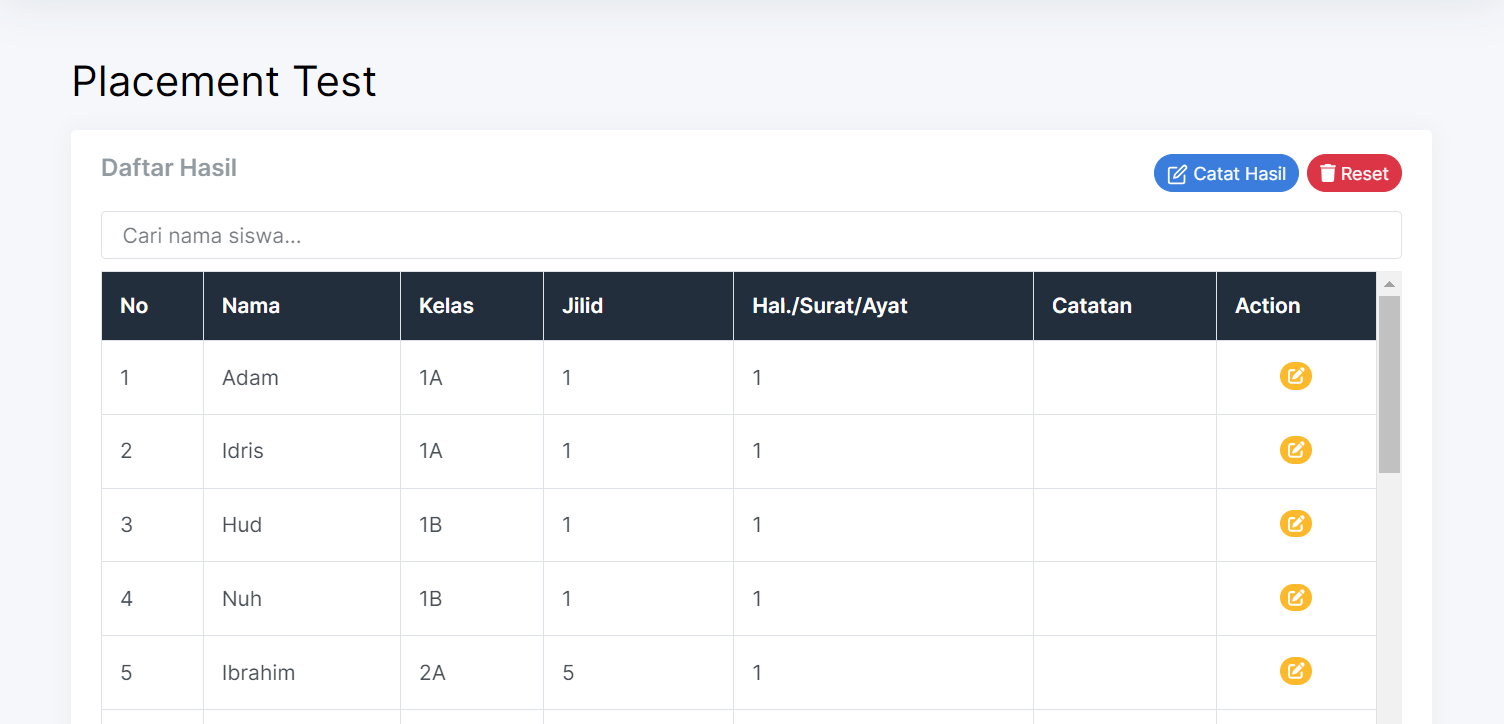 Placement Test
Daftar Hasil
Catat Hasil
Reset
Cari nama siswa...
No Nama Kelas Jilid Hal./Surat/Ayat Catatan Action
1 Adam 1A 1 1
2 Idris 1A 1 1
3 Hud 1B 1 1
4 Nuh 1B 1 1
5 Ibrahim 2A 5 1